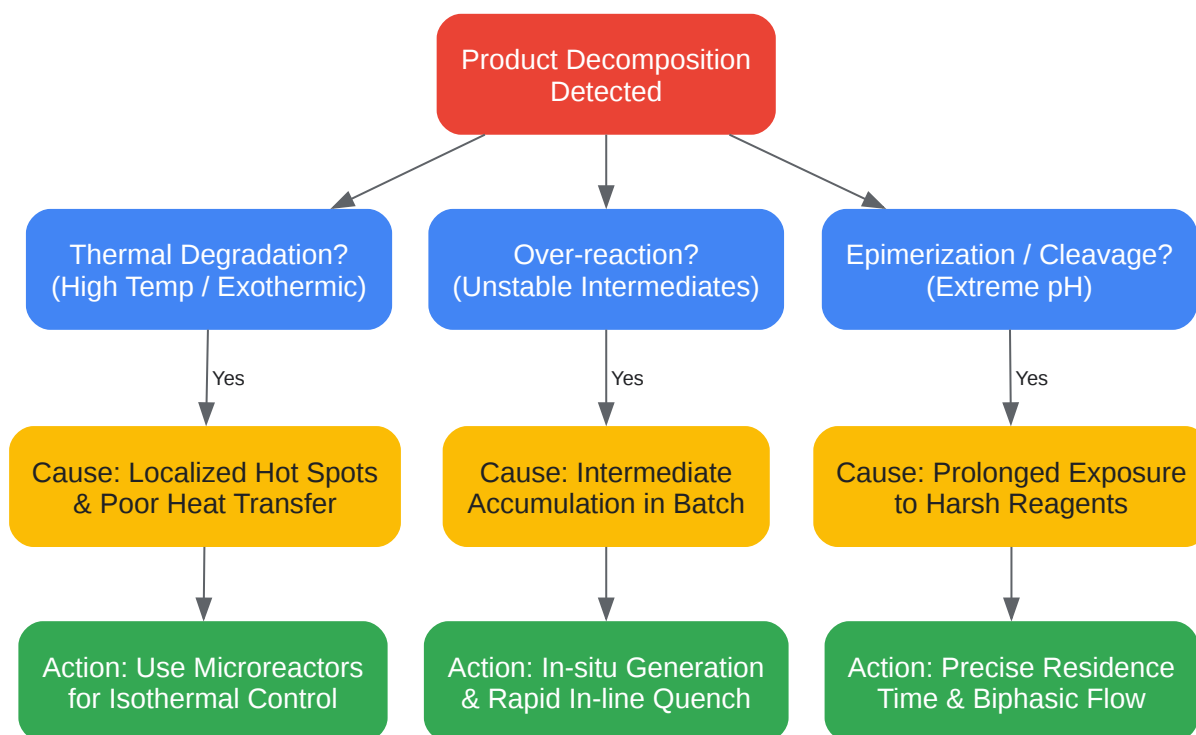 Product Decomposition
Detected
Thermal Degradation?
(High Temp / Exothermic)
Over-reaction?
(Unstable Intermediates)
Epimerization / Cleavage?
(Extreme pH)
Yes
Yes
Yes
Cause: Localized Hot Spots
& Poor Heat Transfer
Cause: Intermediate
Accumulation in Batch
Cause: Prolonged Exposure
to Harsh Reagents
Action: Use Microreactors
for Isothermal Control
Action: In-situ Generation
& Rapid In-line Quench
Action: Precise Residence
Time & Biphasic Flow